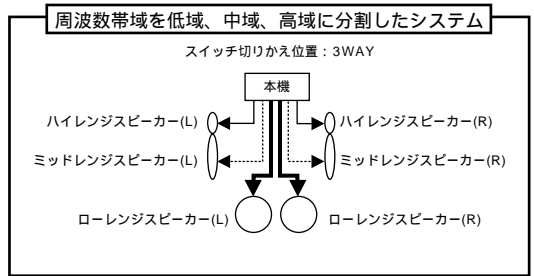 周波数帯域を低域、中域、高域に分割したシステム
スイッチ切りかえ位置：3WAY
本機
ハイレンジスピーカー(L)
ハイレンジスピーカー(R)
ミッドレンジスピーカー(L)
ミッドレンジスピーカー(R)
ローレンジスピーカー(L)
ローレンジスピーカー(R)